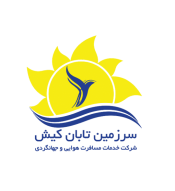 سرزمین تابان کیش
شرکت خدمات مسافرت هوایی و جهانگردی